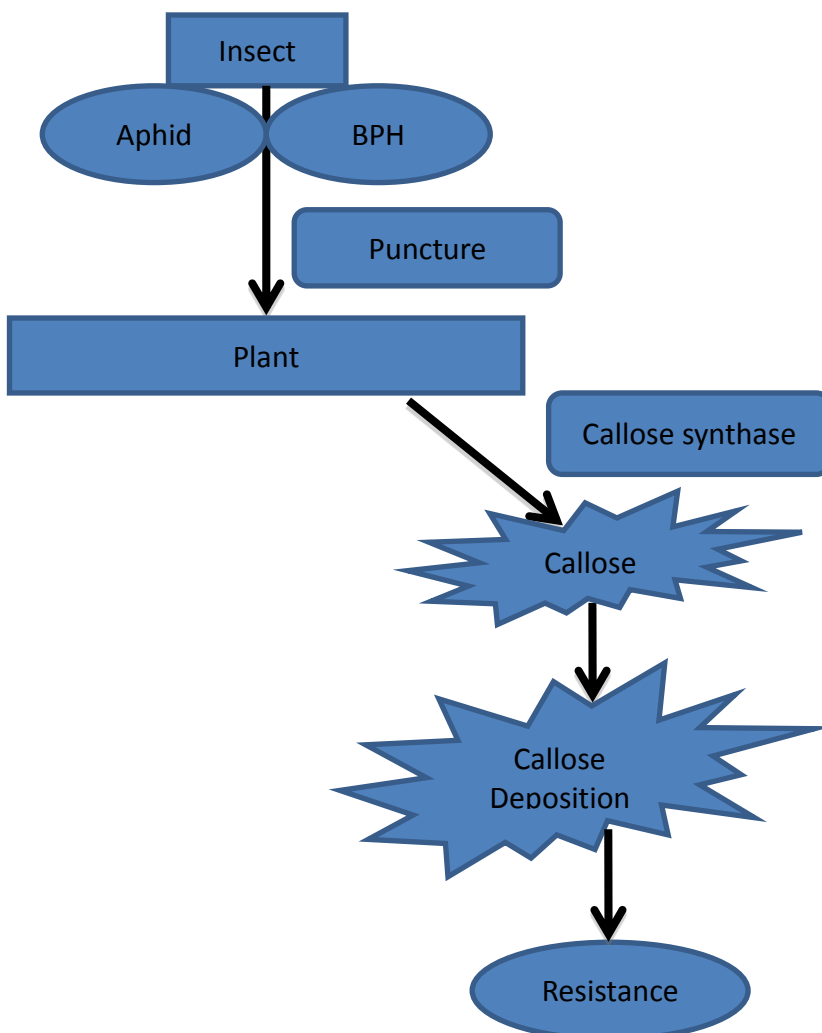 Insect
Aphid
BPH
Puncture
Plant
Callose synthase
Callose
Callose
Deposition
Resistance